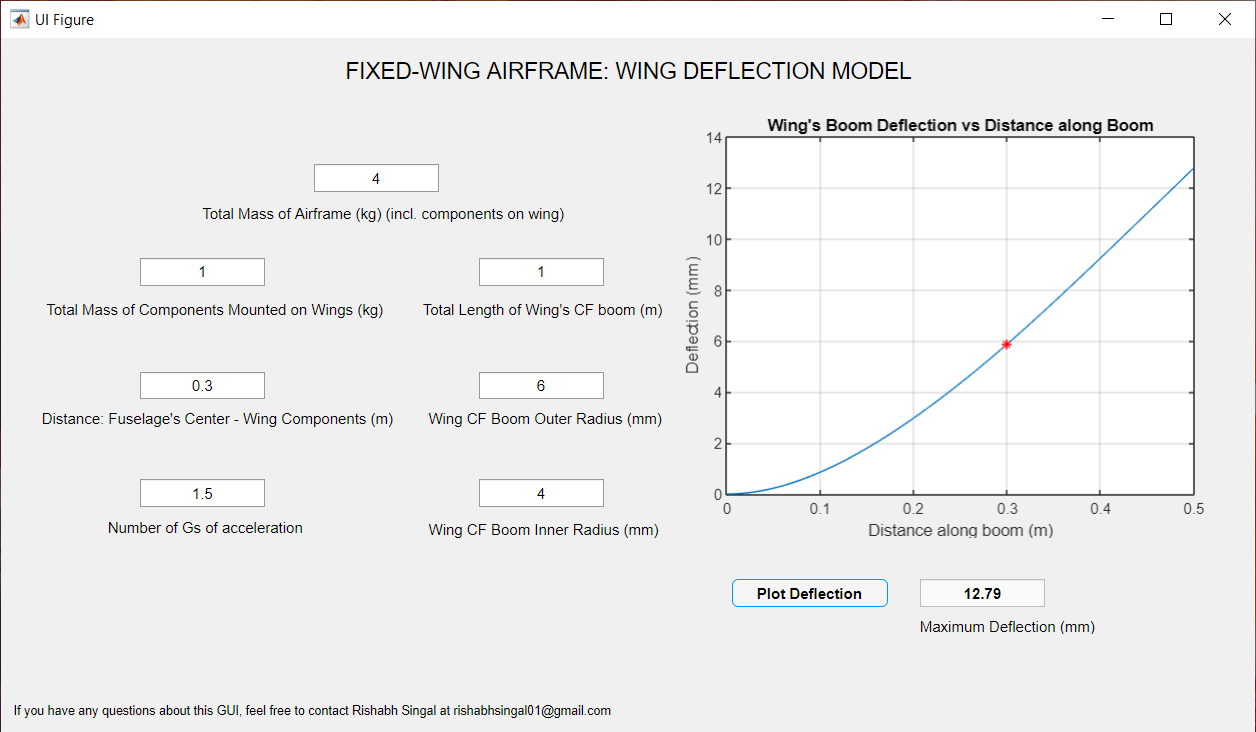 UI Figure
FIXED-WING AIRFRAME: WING DEFLECTION MODEL
4
Total Mass of Airframe (kg) (incl. components on wing)
1
Total Mass of Components Mounted on Wings (kg)
1
Total Length of Wing's CF boom (m)
0.3
Distance: Fuselage's Center - Wing Components (m)
6
Wing CF Boom Outer Radius (mm)
1.5
Number of Gs of acceleration
4
Wing CF Boom Inner Radius (mm)
Wing's Boom Deflection vs Distance along Boom
Deflection (mm)
14
12
10
8
6
4
2
0
0 0.1 0.2 0.3 0.4 0.5
Distance along boom (m)
Plot Deflection
12.79
Maximum Deflection (mm)
If you have any questions about this GUI, feel free to contact Rishabh Singal at rishabhsingal01@gmail.com